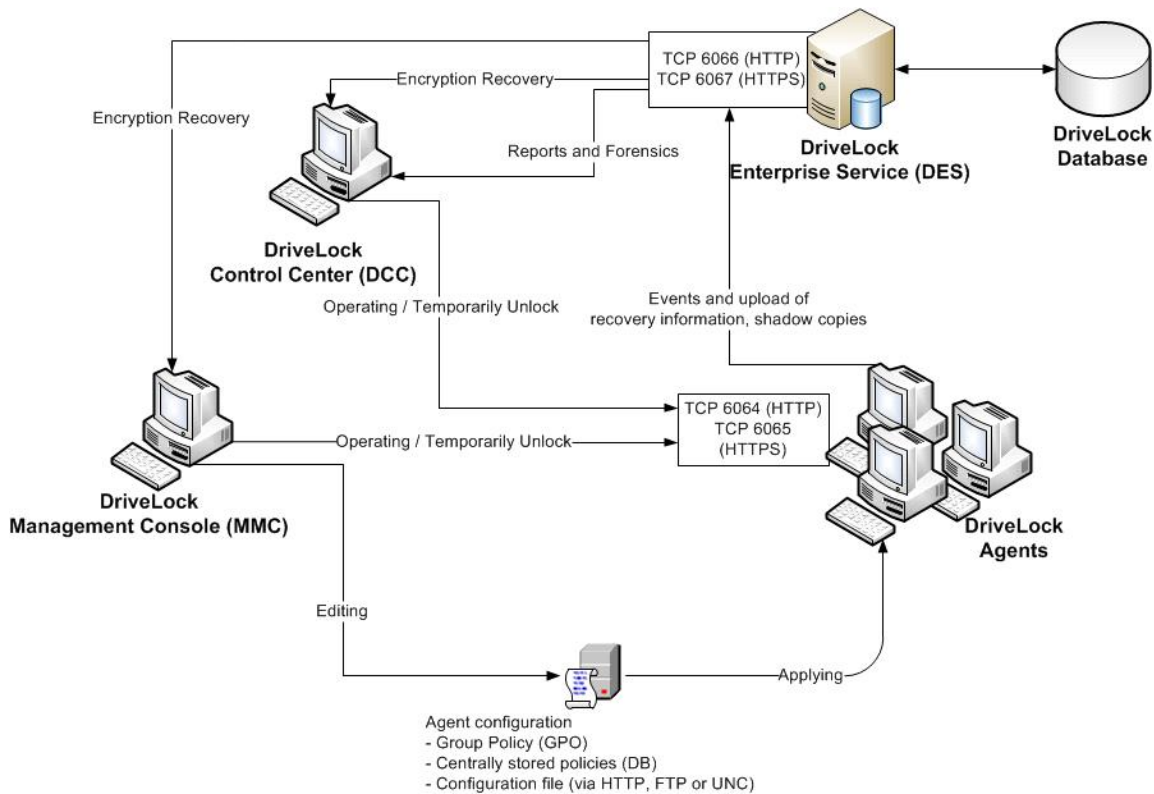 TCP 6066 (HTTP)
TCP 6067 (HTTPS)
Encryption Recovery
Encryption Recovery
DriveLock
Enterprise Service (DES)
DriveLock
Database
Reports and Forensics
DriveLock
Control Center (DCC)
Operating / Temporarily Unlock
Events and upload of
recovery information, shadow copies
TCP 6064 (HTTP)
TCP 6065
(HTTPS)
Operating / Temporarily Unlock
DriveLock
Management Console (MMC)
DriveLock
Agents
Editing
Applying
Agent configuration
- Group Policy (GPO)
- Centrally stored policies (DB)
- Configuration file (via HTTP, FTP or UNC)